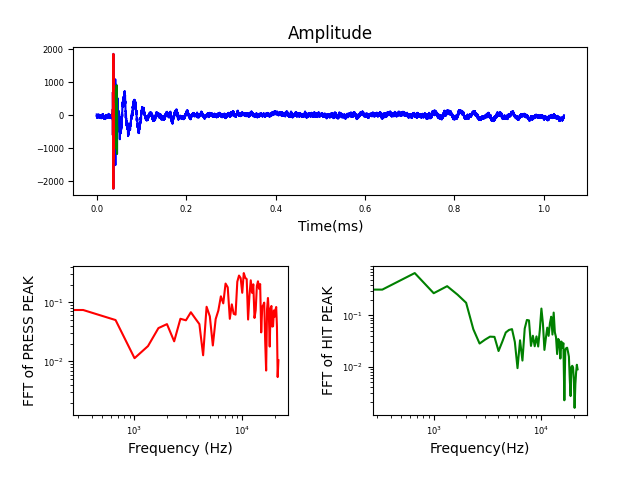 Amplitude
2000
1000
0
−1000
−2000
0.0 0.2 0.4 0.6 0.8 1.0
Time(ms)
FFT of PRESS PEAK
10⁻¹
10⁻²
10³ 10⁴
Frequency (Hz)
FFT of HIT PEAK
10⁻¹
10⁻²
10³ 10⁴
Frequency(Hz)